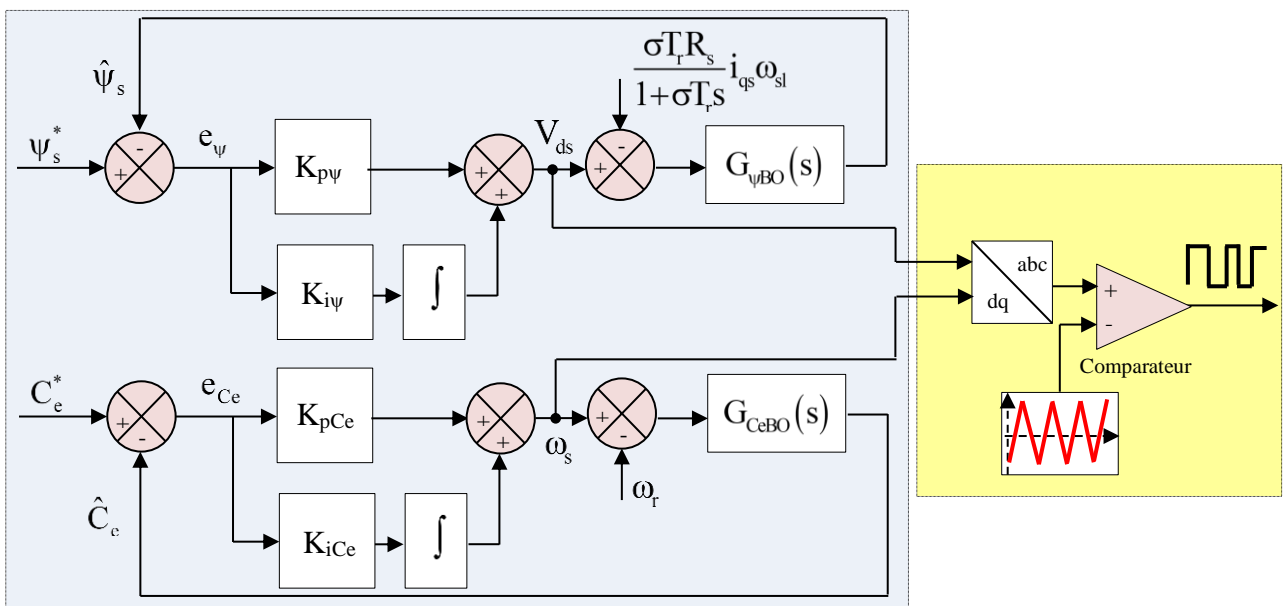 ψ̂s
σTrRs / 1+σTrs iqsωsl
ψs*
-
+
eψ
Kpψ
+
+
Vds
-
+
GψBO(s)
Kiψ
∫
abc
dq
+
-
Comparateur
Ce*
+
-
eCe
KpCe
+
+
ωs
+
-
GCeBO(s)
ωr
Ĉe
KiCe
∫